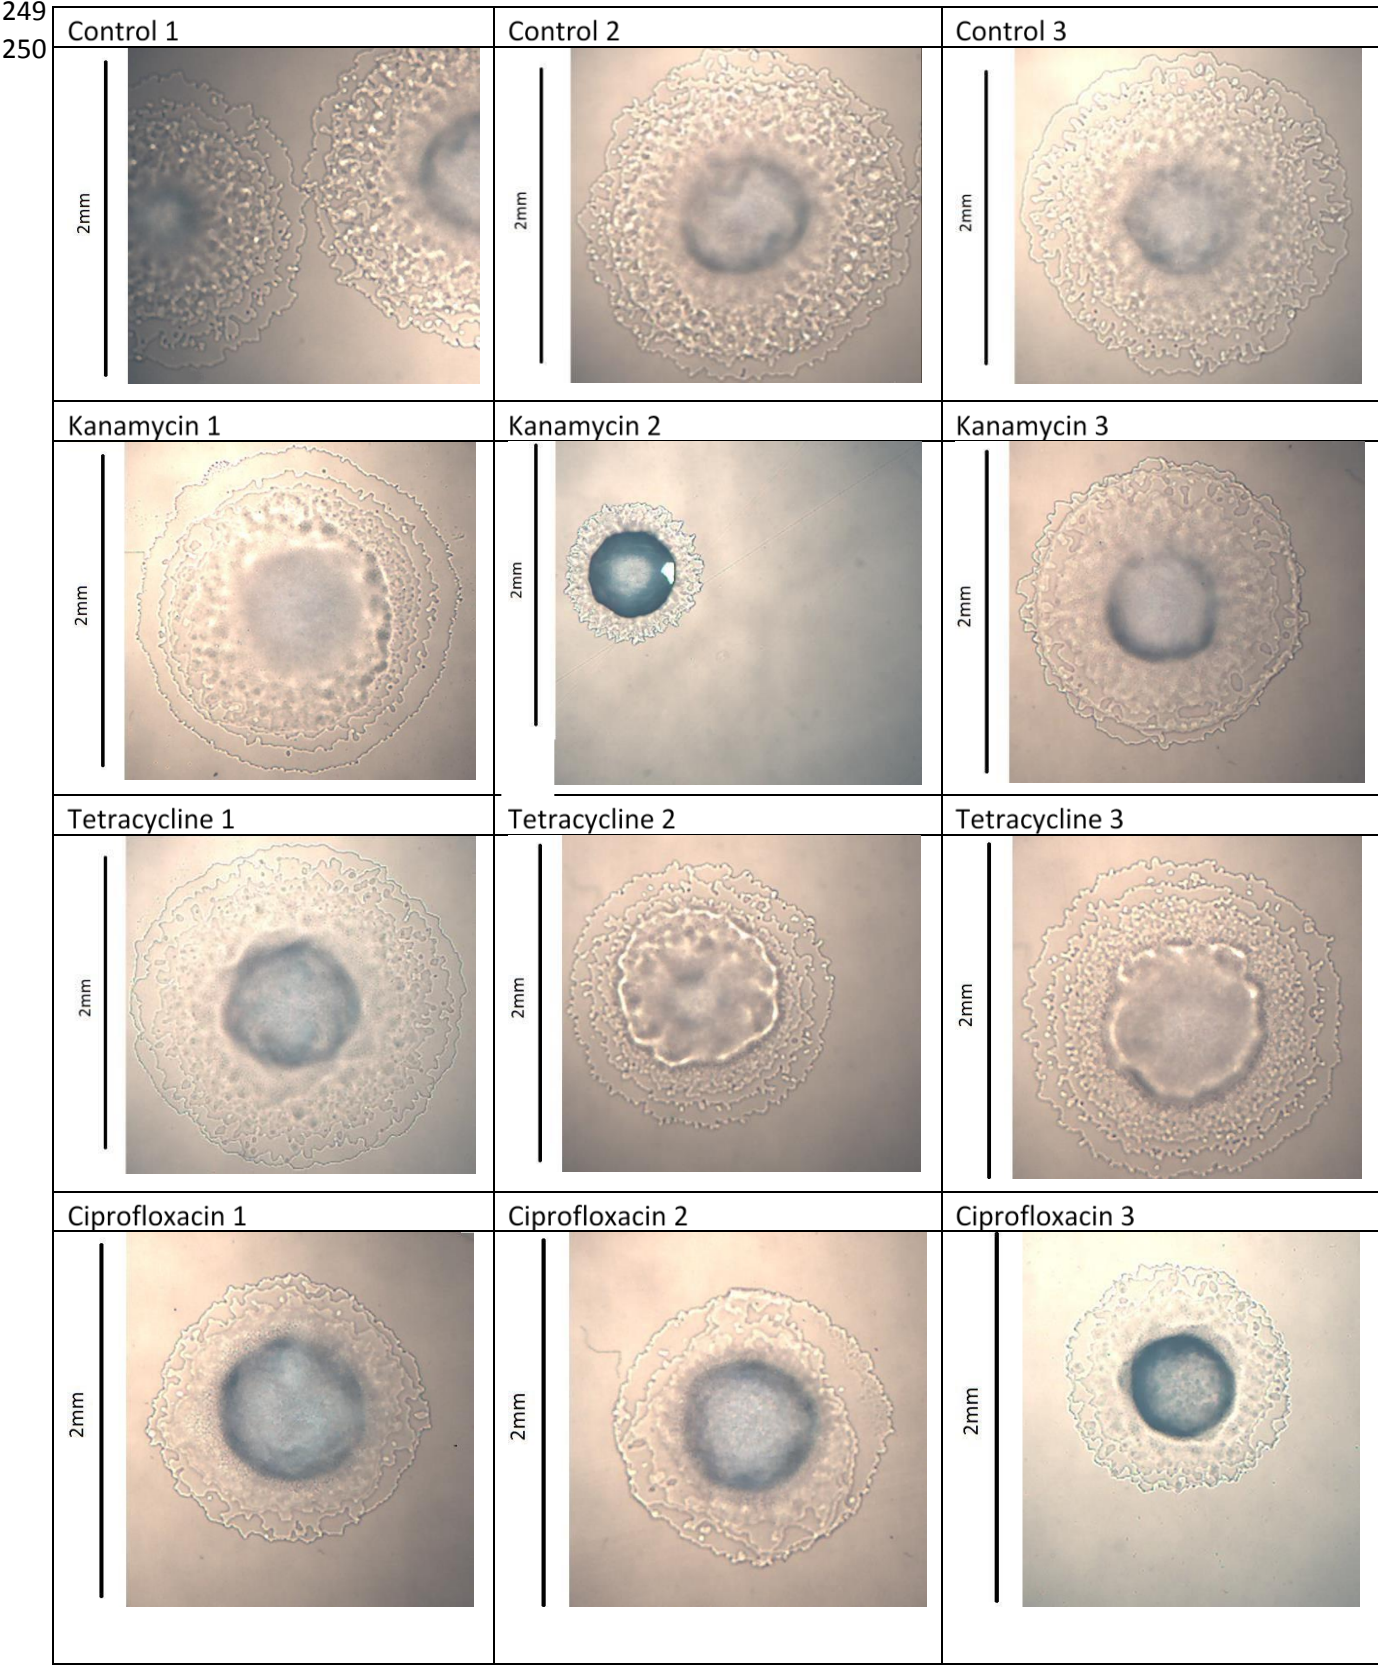 249
250
Control 1
Control 2
Control 3
2mm
2mm
2mm
Kanamycin 1
Kanamycin 2
Kanamycin 3
2mm
2mm
2mm
Tetracycline 1
Tetracycline 2
Tetracycline 3
2mm
2mm
2mm
Ciprofloxacin 1
Ciprofloxacin 2
Ciprofloxacin 3
2mm
2mm
2mm